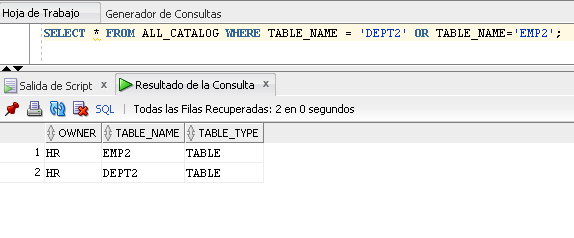 Hoja de Trabajo Generador de Consultas
SELECT * FROM ALL_CATALOG WHERE TABLE_NAME = 'DEPT2' OR TABLE_NAME='EMP2';
Salida de Script x Resultado de la Consulta x
SQL | Todas las Filas Recuperadas: 2 en 0 segundos
OWNER TABLE_NAME TABLE_TYPE
1 HR EMP2 TABLE
2 HR DEPT2 TABLE